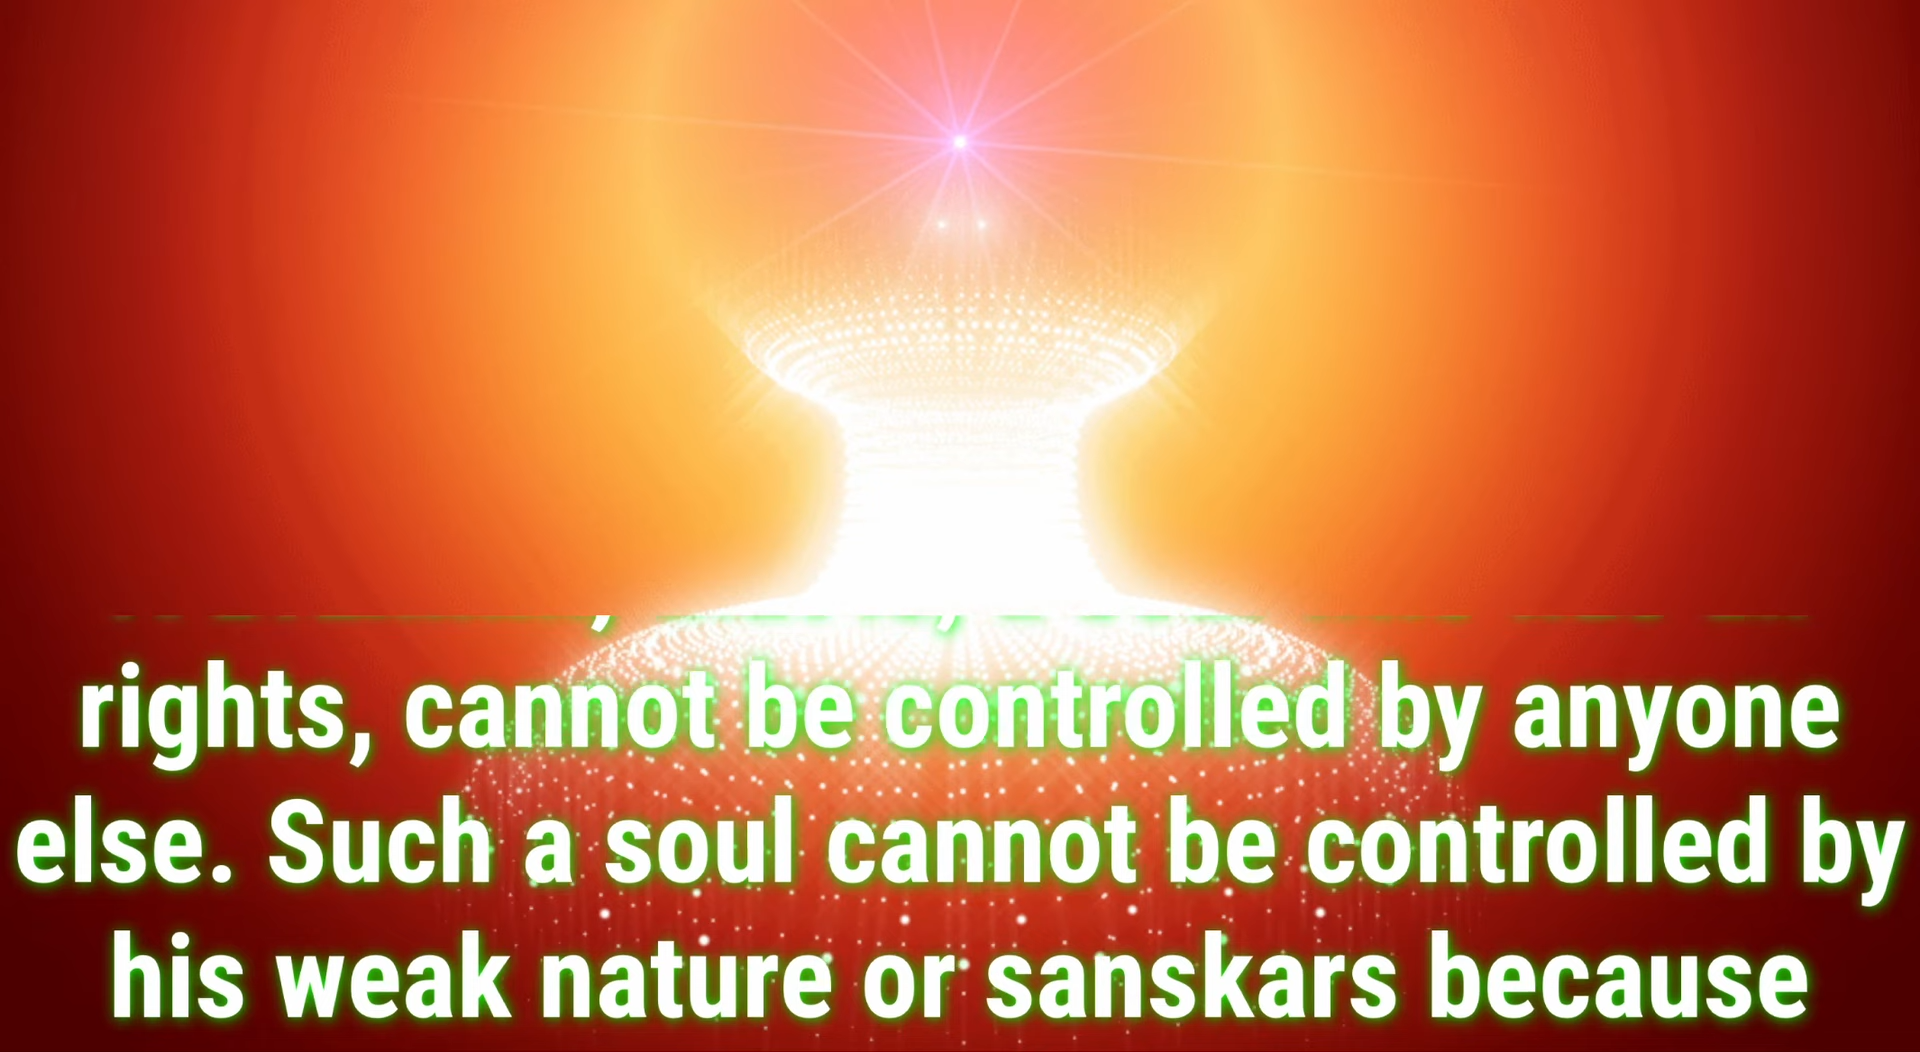 rights, cannot be controlled by anyone
else. Such a soul cannot be controlled by
his weak nature or sanskars because